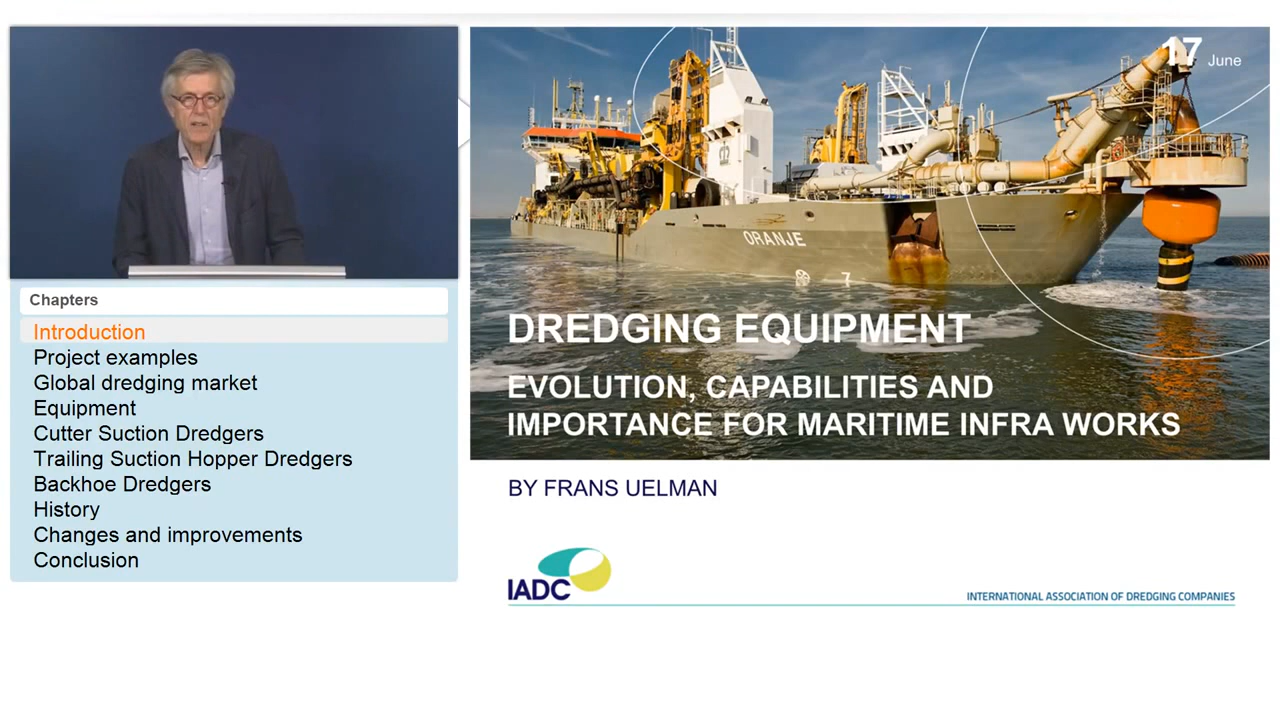 Chapters
Introduction
Project examples
Global dredging market
Equipment
Cutter Suction Dredgers
Trailing Suction Hopper Dredgers
Backhoe Dredgers
History
Changes and improvements
Conclusion
17 June
ORANJE
7
DREDGING EQUIPMENT
EVOLUTION, CAPABILITIES AND
IMPORTANCE FOR MARITIME INFRA WORKS
BY FRANS UELMAN
IADC
INTERNATIONAL ASSOCIATION OF DREDGING COMPANIES